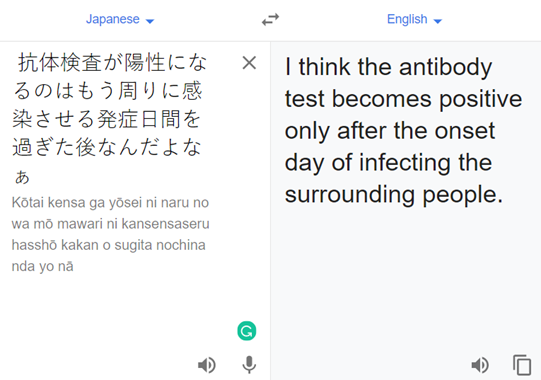 Japanese
English
抗体検査が陽性にな
るのはもう周りに感
染させる発症日間を
過ぎた後なんだよな
ぁ
Kōtai kensa ga yōsei ni naru no
wa mō mawari ni kansensaseru
hasshō kakan o sugita nochina
nda yo nā
I think the antibody
test becomes positive
only after the onset
day of infecting the
surrounding people.